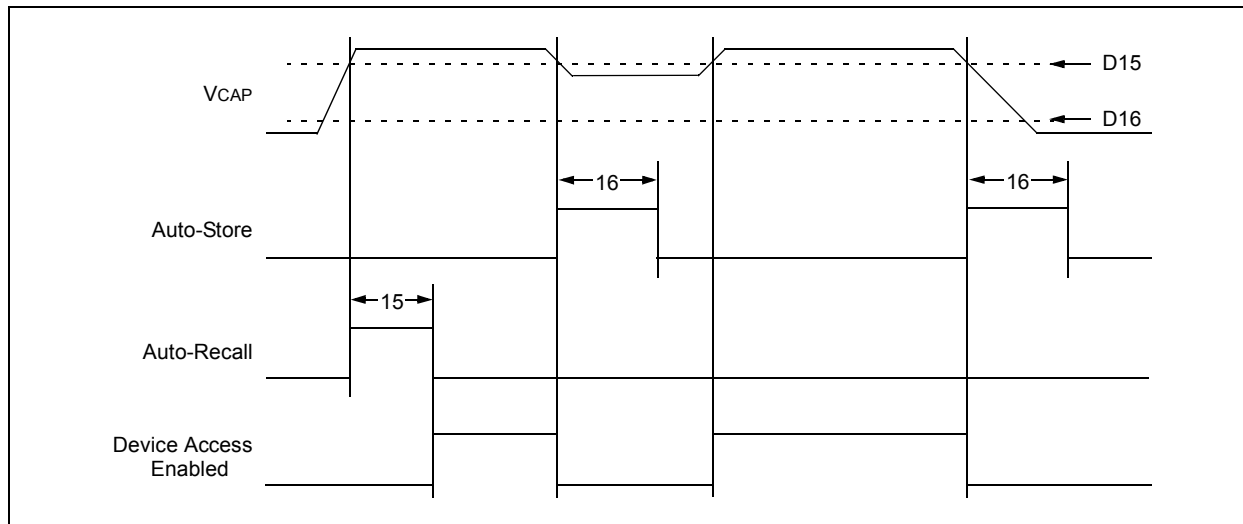 D15
VCAP
D16
16
16
Auto-Store
15
Auto-Recall
Device Access
Enabled